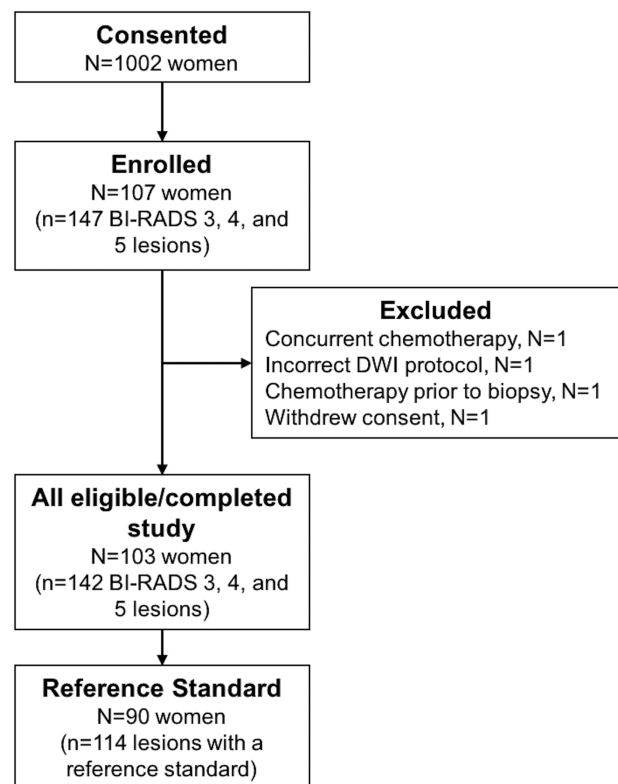 Consented
N=1002 women
Enrolled
N=107 women
(n=147 BI-RADS 3, 4, and
5 lesions)
Excluded
Concurrent chemotherapy, N=1
Incorrect DWI protocol, N=1
Chemotherapy prior to biopsy, N=1
Withdrew consent, N=1
All eligible/completed
study
N=103 women
(n=142 BI-RADS 3, 4, and
5 lesions)
Reference Standard
N=90 women
(n=114 lesions with a
reference standard)